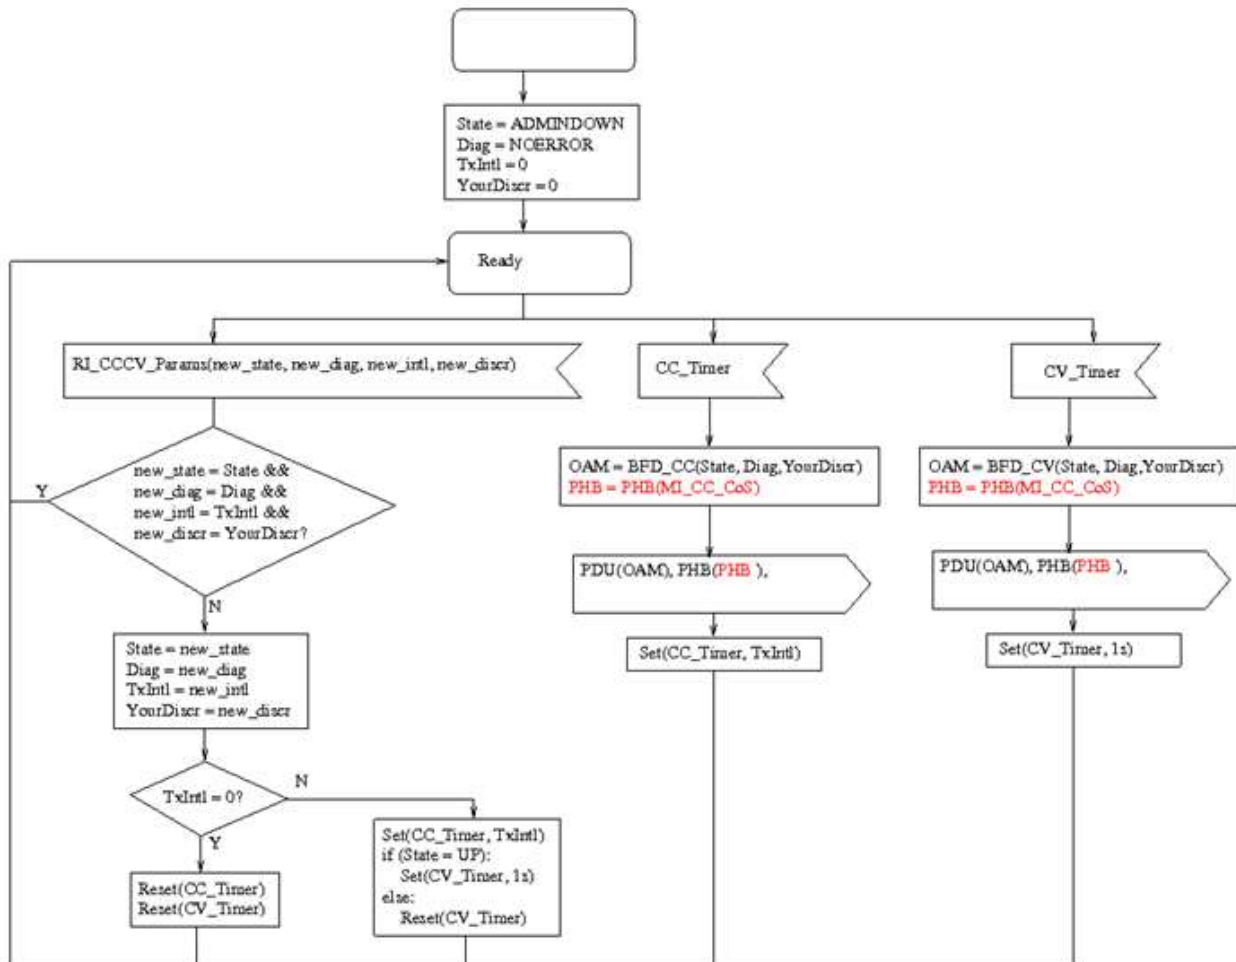 State = ADMINDOWN
Diag = NOERROR
TxIntl = 0
YourDiscr = 0
Ready
RI_CCCV_Params(new_state, new_diag, new_intl, new_discr)
CC_Timer
CV_Timer
new_state = State &&
new_diag = Diag &&
new_intl = TxIntl &&
new_discr = YourDiscr?
Y
N
OAM = BFD_CC(State, Diag,YourDiscr)
PHB = PHB(MI_CC_CoS)
OAM = BFD_CV(State, Diag,YourDiscr)
PHB = PHB(MI_CC_CoS)
PDU(OAM), PHB(PHB ),
PDU(OAM), PHB(PHB ),
State = new_state
Diag = new_diag
TxIntl = new_intl
YourDiscr = new_discr
Set(CC_Timer, TxIntl)
Set(CV_Timer, 1s)
TxIntl = 0?
N
Y
Set(CC_Timer, TxIntl)
if (State = UP):
Set(CV_Timer, 1s)
else:
Reset(CV_Timer)
Reset(CC_Timer)
Reset(CV_Timer)